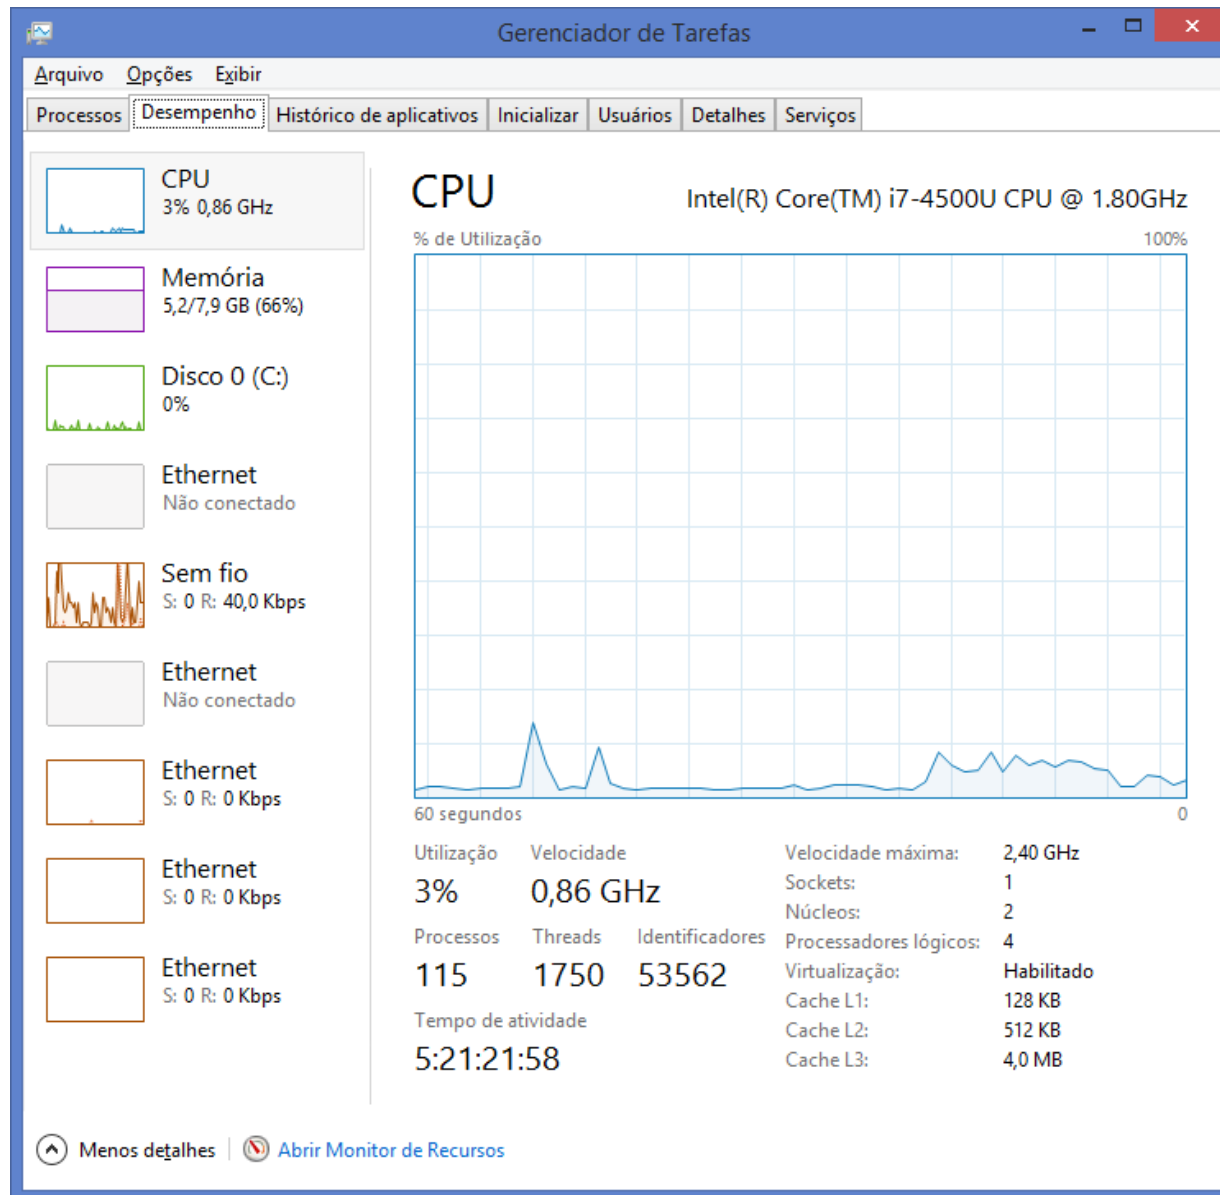 Gerenciador de Tarefas
Arquivo Opções Exibir
Processos Desempenho Histórico de aplicativos Inicializar Usuários Detalhes Serviços
CPU
3% 0,86 GHz
Memória
5,2/7,9 GB (66%)
Disco 0 (C:)
0%
Ethernet
Não conectado
Sem fio
S: 0 R: 40,0 Kbps
Ethernet
Não conectado
Ethernet
S: 0 R: 0 Kbps
Ethernet
S: 0 R: 0 Kbps
Ethernet
S: 0 R: 0 Kbps
CPU Intel(R) Core(TM) i7-4500U CPU @ 1.80GHz
% de Utilização 100%
60 segundos 0
Utilização Velocidade
3% 0,86 GHz
Processos Threads Identificadores
115 1750 53562
Tempo de atividade
5:21:21:58
Velocidade máxima: 2,40 GHz
Sockets: 1
Núcleos: 2
Processadores lógicos: 4
Virtualização: Habilitado
Cache L1: 128 KB
Cache L2: 512 KB
Cache L3: 4,0 MB
Menos detalhes Abrir Monitor de Recursos